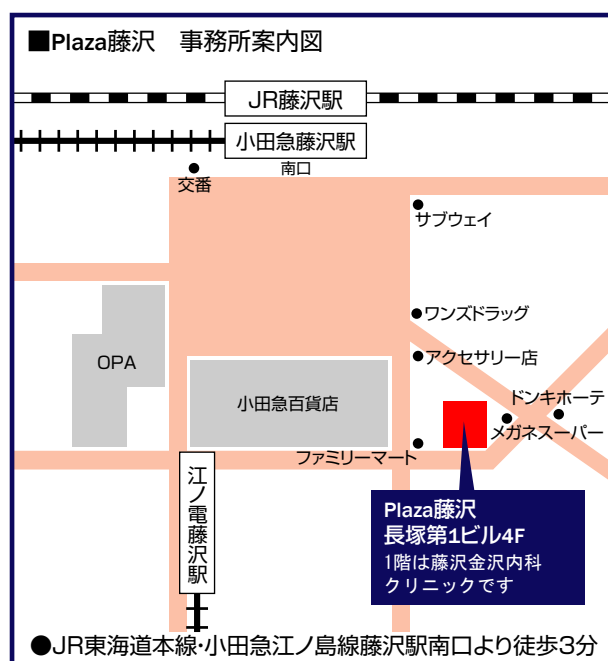 ■Plaza藤沢　事務所案内図
JR藤沢駅
小田急藤沢駅
南口
交番
サブウェイ
ワンズドラッグ
アクセサリー店
OPA
小田急百貨店
ドンキホーテ
メガネスーパー
ファミリーマート
江ノ電藤沢駅
Plaza藤沢
長塚第1ビル4F
1階は藤沢金沢内科
クリニックです
●JR東海道本線・小田急江ノ島線藤沢駅南口より徒歩3分